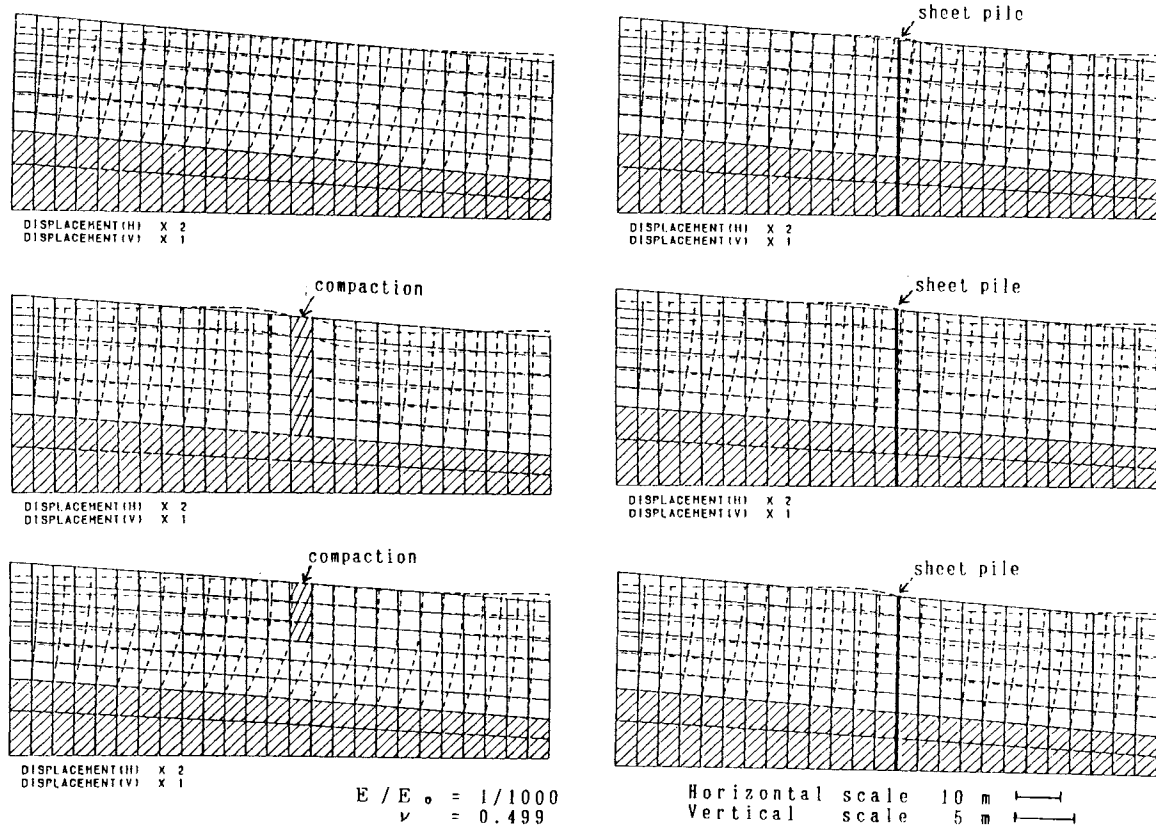 sheet pile
DISPLACEMENT(H) X 2
DISPLACEMENT(V) X 1
DISPLACEMENT(H) X 2
DISPLACEMENT(V) X 1
compaction
sheet pile
DISPLACEMENT(H) X 2
DISPLACEMENT(V) X 1
DISPLACEMENT(H) X 2
DISPLACEMENT(V) X 1
compaction
sheet pile
DISPLACEMENT(H) X 2
DISPLACEMENT(V) X 1
E / E₀ = 1/1000
ν = 0.499
Horizontal scale 10 m
Vertical scale 5 m